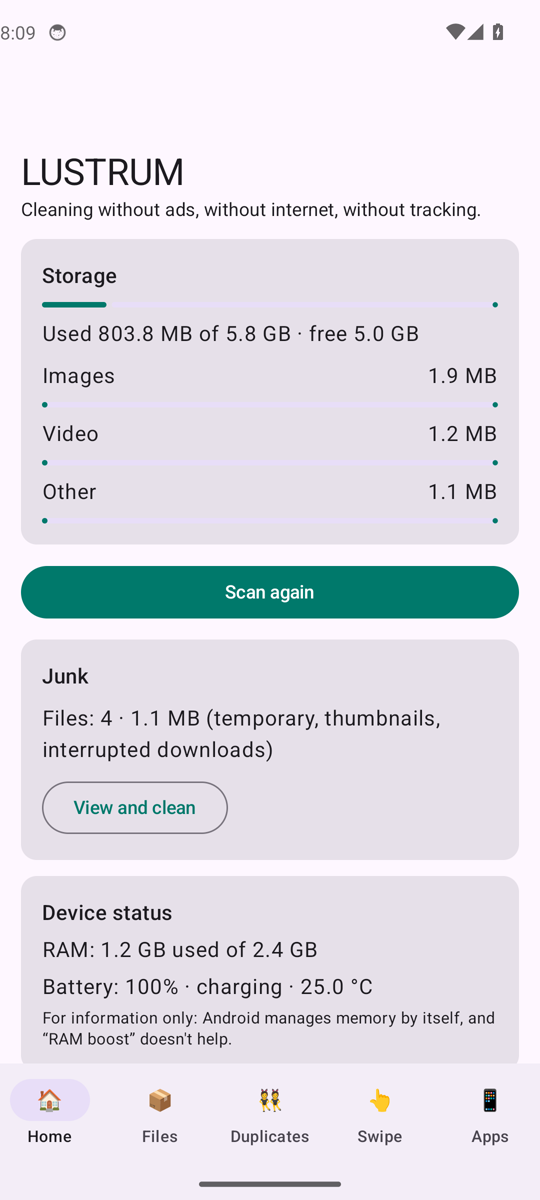 8:09
LUSTRUM
Cleaning without ads, without internet, without tracking.
Storage
Used 803.8 MB of 5.8 GB · free 5.0 GB
Images 1.9 MB
Video 1.2 MB
Other 1.1 MB
Scan again
Junk
Files: 4 · 1.1 MB (temporary, thumbnails,
interrupted downloads)
View and clean
Device status
RAM: 1.2 GB used of 2.4 GB
Battery: 100% · charging · 25.0 °C
For information only: Android manages memory by itself, and
“RAM boost” doesn't help.
Home Files Duplicates Swipe Apps